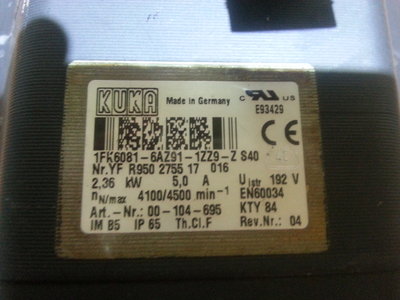 KUKA Made in Germany c RU US
E93429
CE
1FK6081-6AZ91-1ZZ9-Z S40
Nr.YF R950 2755 17 016
2,36 kW 5,0 A Uistr 192 V
nN/max 4100/4500 min-1 EN60034
Art.-Nr.: 00-104-695 KTY 84
IM B5 IP 65 Th.Cl.F Rev.Nr.: 04